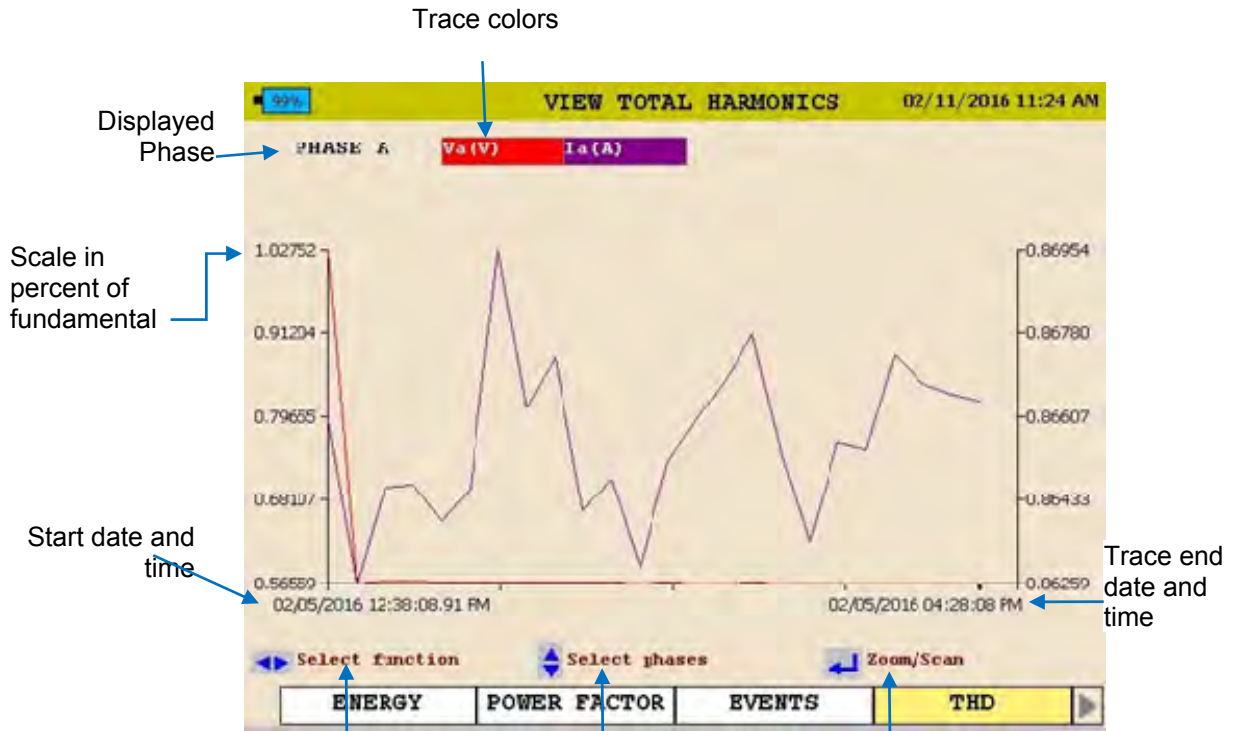 Trace colors
99%
VIEW TOTAL HARMONICS
02/11/2016 11:24 AM
Displayed
Phase
PHASE A
Va(V)
Ia(A)
Scale in
percent of
fundamental
1.02752
0.86954
0.91204
0.86780
0.79655
0.86607
0.68107
0.86433
Start date and
time
0.56559
0.06259
Trace end
date and
time
02/05/2016 12:38:08.91 PM
02/05/2016 04:28:08 PM
Select function
Select phases
Zoom/Scan
ENERGY
POWER FACTOR
EVENTS
THD